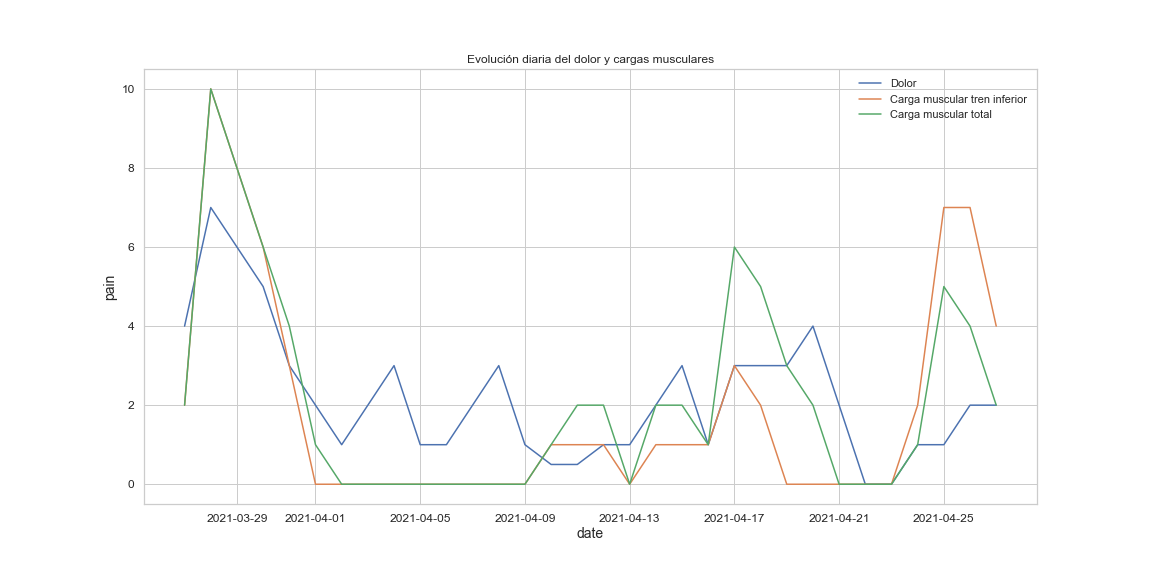 Evolución diaria del dolor y cargas musculares
Dolor
Carga muscular tren inferior
Carga muscular total
10
8
6
4
2
0
pain
2021-03-29 2021-04-01 2021-04-05 2021-04-09 2021-04-13 2021-04-17 2021-04-21 2021-04-25
date